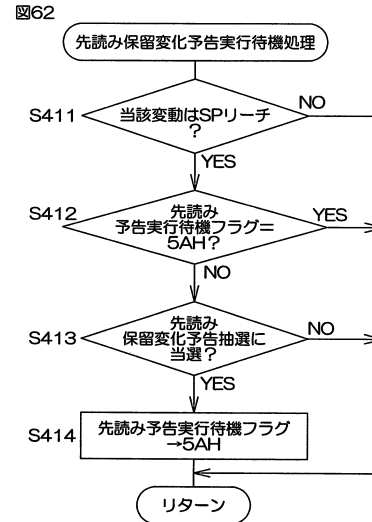 図62
先読み保留変化予告実行待機処理
S411
当該変動はSPリーチ
?
NO
YES
S412
先読み
予告実行待機フラグ=
5AH?
YES
NO
S413
先読み
保留変化予告抽選に
当選?
NO
YES
S414
先読み予告実行待機フラグ
→5AH
リターン